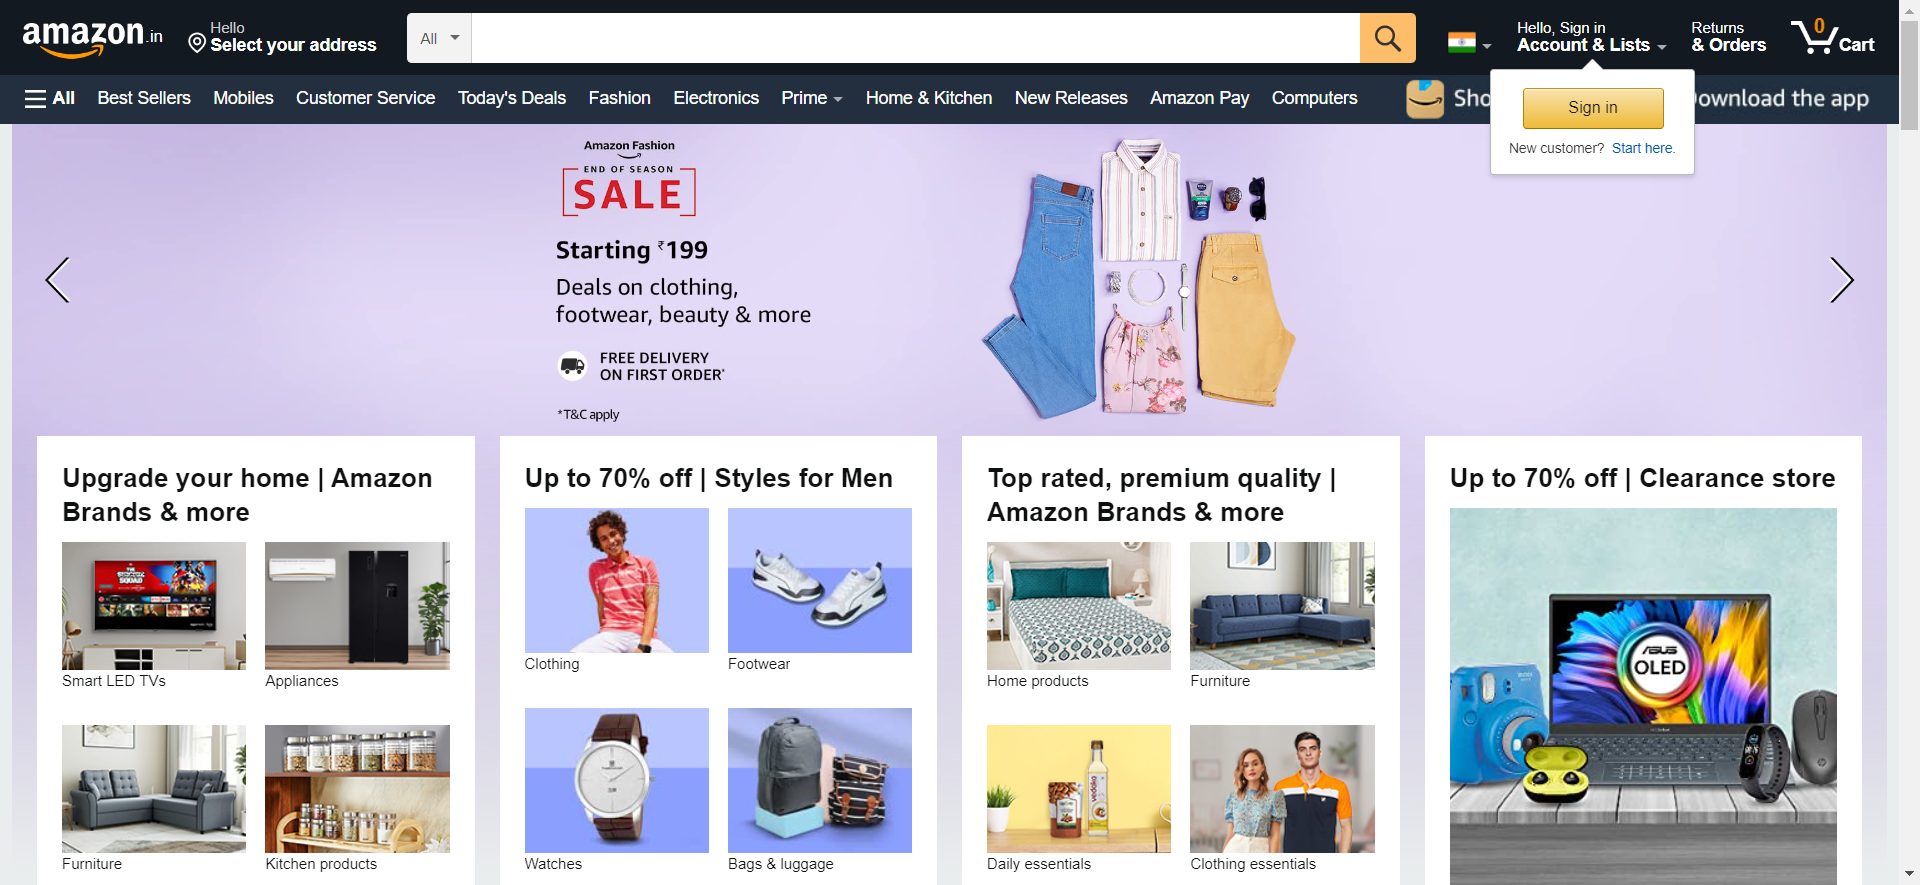 amazon.in
Hello
Select your address
All
Hello, Sign in
Account & Lists
Returns
& Orders
0
Cart
All
Best Sellers
Mobiles
Customer Service
Today's Deals
Fashion
Electronics
Prime
Home & Kitchen
New Releases
Amazon Pay
Computers
Sho
ownload the app
Sign in
New customer? Start here.
Amazon Fashion
END OF SEASON
SALE
Starting ₹199
Deals on clothing,
footwear, beauty & more
FREE DELIVERY
ON FIRST ORDER*
*T&C apply
Upgrade your home | Amazon
Brands & more
Smart LED TVs
Appliances
Furniture
Kitchen products
Up to 70% off | Styles for Men
Clothing
Footwear
Watches
Bags & luggage
Top rated, premium quality |
Amazon Brands & more
Home products
Furniture
Daily essentials
Clothing essentials
Up to 70% off | Clearance store
ASUS
OLED